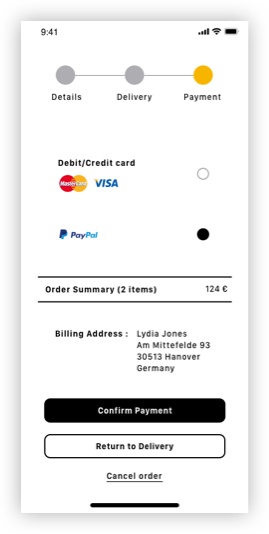 9:41
Details Delivery Payment
Debit/Credit card
MasterCard VISA
PayPal
Order Summary (2 items) 124 €
Billing Address : Lydia Jones
Am Mittefelde 93
30513 Hanover
Germany
Confirm Payment
Return to Delivery
Cancel order